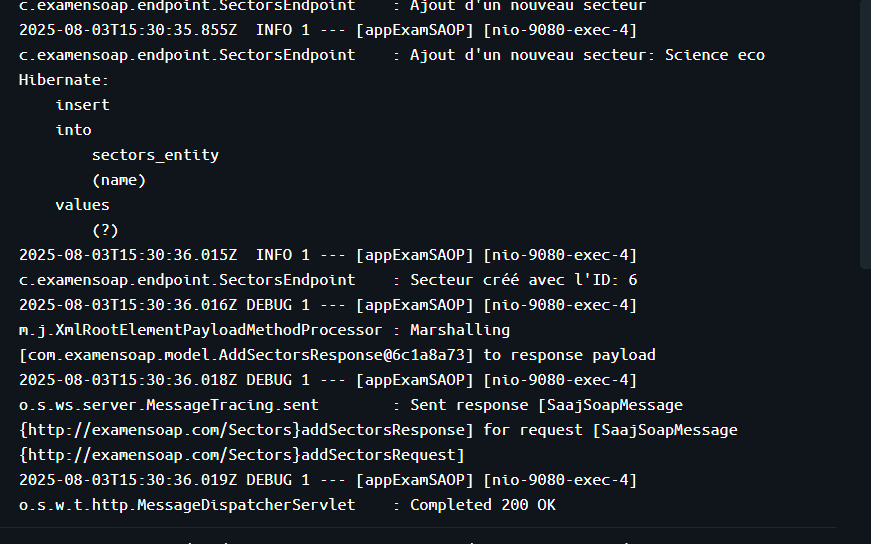 c.examensoap.endpoint.SectorsEndpoint    : Ajout d'un nouveau secteur
2025-08-03T15:30:35.855Z  INFO 1 --- [appExamSAOP] [nio-9080-exec-4]
c.examensoap.endpoint.SectorsEndpoint    : Ajout d'un nouveau secteur: Science eco
Hibernate:
    insert
    into
        sectors_entity
        (name)
    values
        (?)
2025-08-03T15:30:36.015Z  INFO 1 --- [appExamSAOP] [nio-9080-exec-4]
c.examensoap.endpoint.SectorsEndpoint    : Secteur créé avec l'ID: 6
2025-08-03T15:30:36.016Z DEBUG 1 --- [appExamSAOP] [nio-9080-exec-4]
m.j.XmlRootElementPayloadMethodProcessor : Marshalling
[com.examensoap.model.AddSectorsResponse@6c1a8a73] to response payload
2025-08-03T15:30:36.018Z DEBUG 1 --- [appExamSAOP] [nio-9080-exec-4]
o.s.ws.server.MessageTracing.sent        : Sent response [SaajSoapMessage
{http://examensoap.com/Sectors}addSectorsResponse] for request [SaajSoapMessage
{http://examensoap.com/Sectors}addSectorsRequest]
2025-08-03T15:30:36.019Z DEBUG 1 --- [appExamSAOP] [nio-9080-exec-4]
o.s.w.t.http.MessageDispatcherServlet    : Completed 200 OK